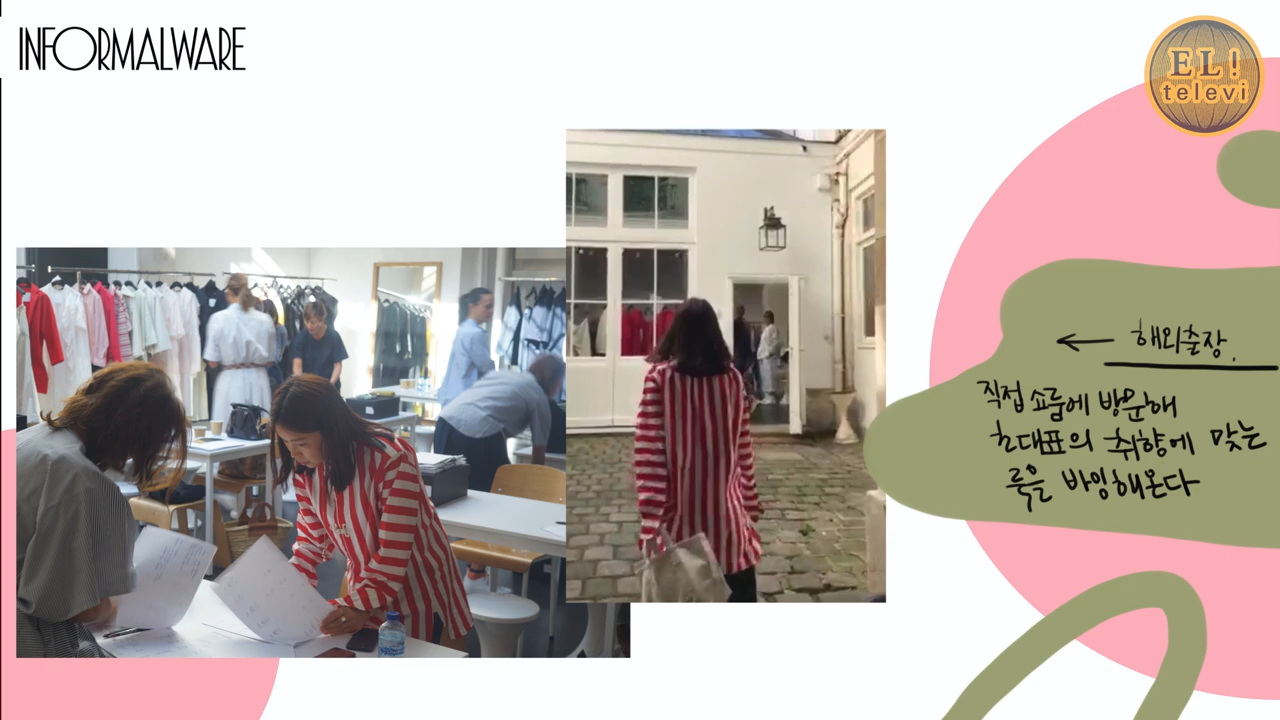 INFORMALWARE
EL!
televi
← 해외출장.
직접 쇼룸에 방문해
초대표의 취향에 맞는
룩을 바잉해온다